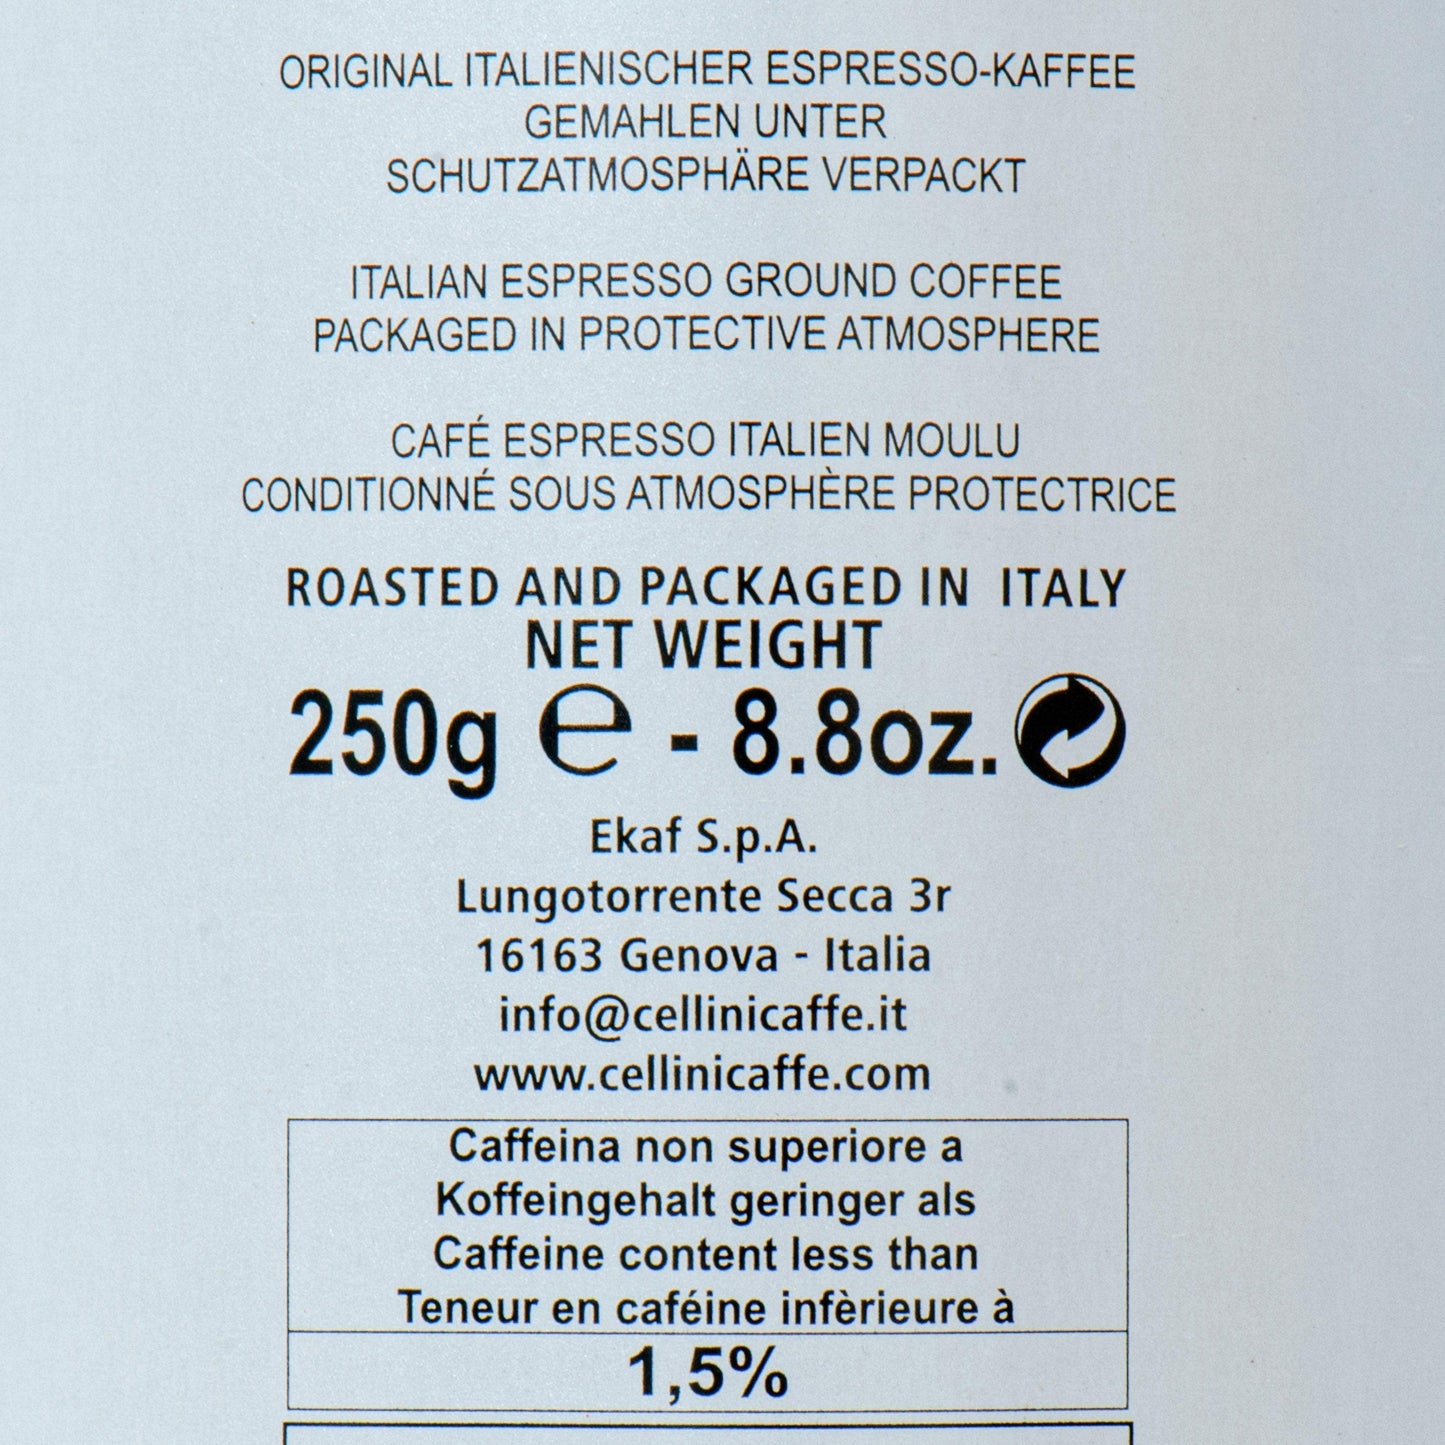 ORIGINAL ITALIENISCHER ESPRESSO-KAFFEE
GEMAHLEN UNTER
SCHUTZATMOSPHÄRE VERPACKT
ITALIAN ESPRESSO GROUND COFFEE
PACKAGED IN PROTECTIVE ATMOSPHERE
CAFÉ ESPRESSO ITALIEN MOULU
CONDITIONNÉ SOUS ATMOSPHÈRE PROTECTRICE
ROASTED AND PACKAGED IN ITALY
NET WEIGHT
250g e - 8.8oz.
Ekaf S.p.A.
Lungotorrente Secca 3r
16163 Genova - Italia
info@cellinicaffe.it
www.cellinicaffe.com
Caffeina non superiore a
Koffeingehalt geringer als
Caffeine content less than
Teneur en caféine infèrieure à
1,5%